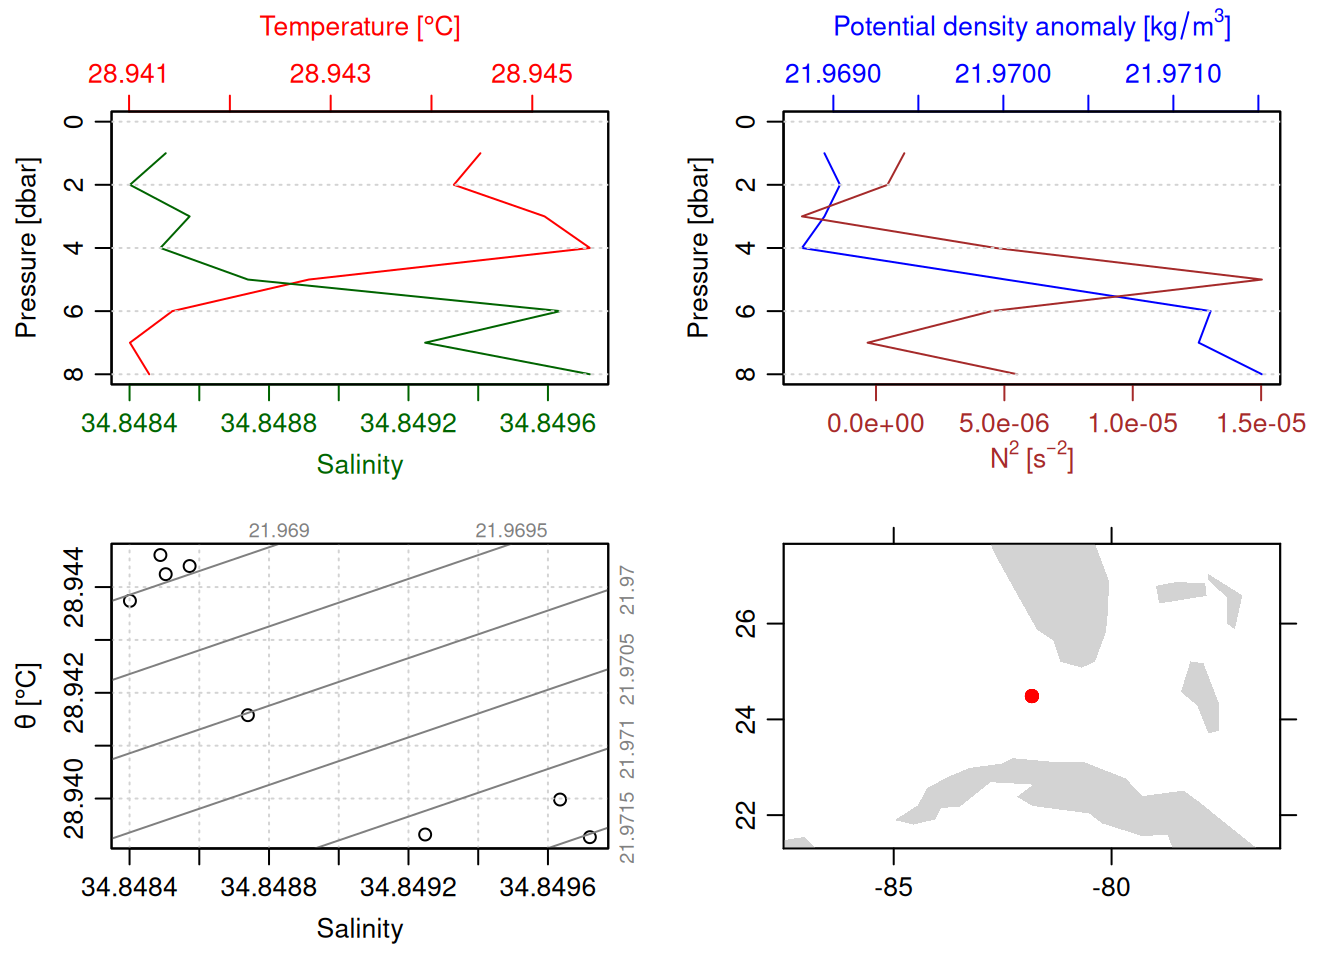 Temperature [°C]
28.941 28.943 28.945
Pressure [dbar]
0
2
4
6
8
34.8484 34.8488 34.8492 34.8496
Salinity
Potential density anomaly [kg/m³]
21.9690 21.9700 21.9710
Pressure [dbar]
0
2
4
6
8
0.0e+00 5.0e-06 1.0e-05 1.5e-05
N² [s⁻²]
21.969 21.9695
θ [°C]
28.944
28.942
28.940
21.97
21.9705
21.971
21.9715
34.8484 34.8488 34.8492 34.8496
Salinity
26
24
22
-85 -80